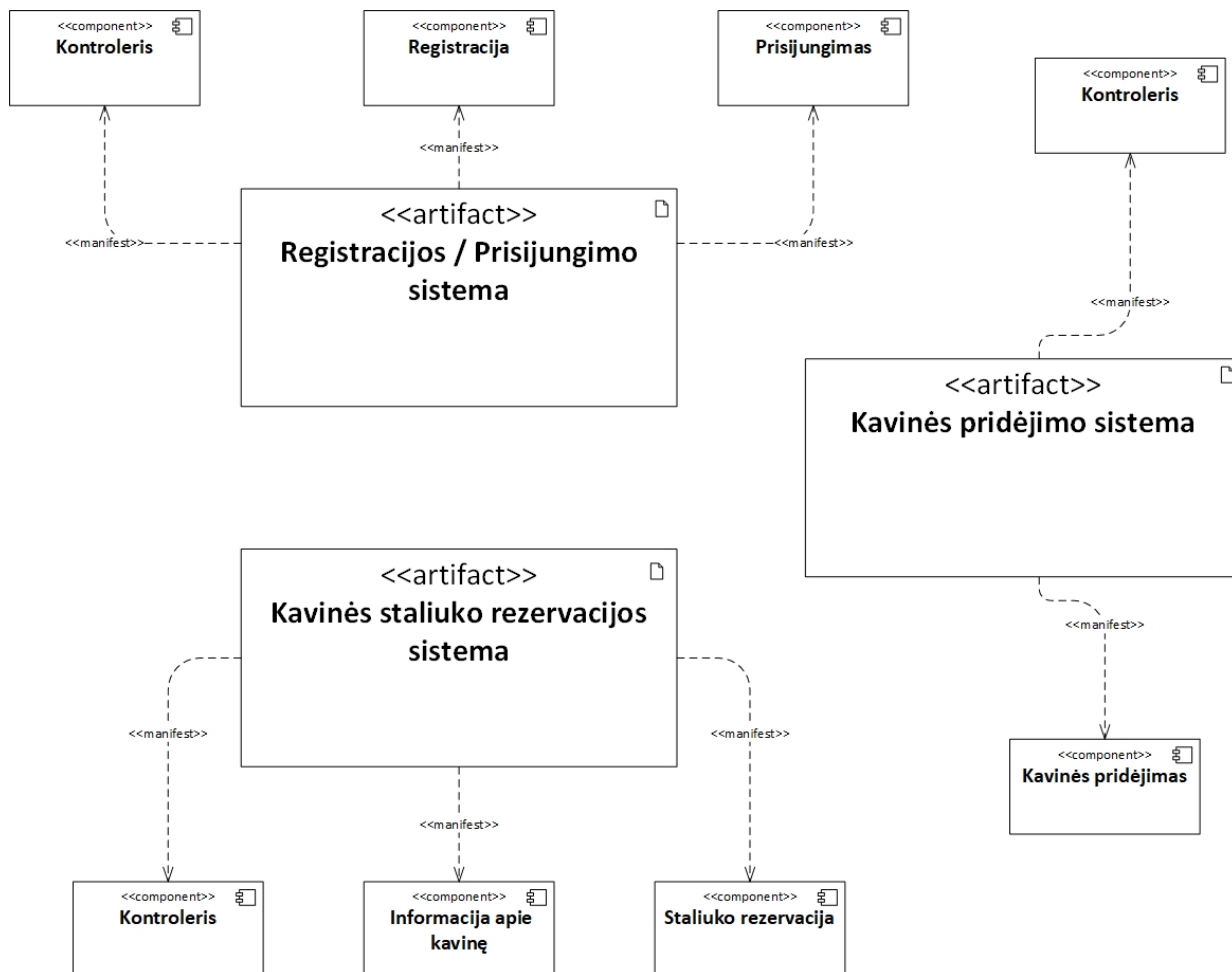 <<component>>
Kontroleris
<<component>>
Registracija
<<component>>
Prisijungimas
<<component>>
Kontroleris
<<manifest>>
<<manifest>>
<<manifest>>
<<artifact>>
Registracijos / Prisijungimo
sistema
<<manifest>>
<<artifact>>
Kavinės pridėjimo sistema
<<manifest>>
<<artifact>>
Kavinės staliuko rezervacijos
sistema
<<manifest>>
<<manifest>>
<<manifest>>
<<component>>
Kavinės pridėjimas
<<component>>
Kontroleris
<<component>>
Informacija apie
kavinę
<<component>>
Staliuko rezervacija